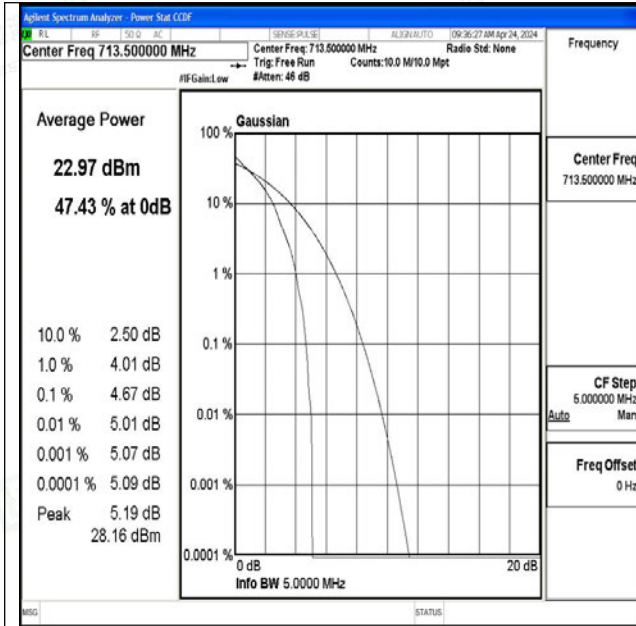 Agilent Spectrum Analyzer - Power Stat CCDF
RL RF 50 Ω AC SENSE:PULSE ALIGN AUTO 09:36:27 AM Apr 24, 2024
Center Freq 713.500000 MHz
Center Freq: 713.500000 MHz Radio Std: None
Trig: Free Run Counts:10.0 M/10.0 Mpt
#IFGain:Low #Atten: 46 dB
Frequency
Average Power
22.97 dBm
47.43 % at 0dB
10.0 % 2.50 dB
1.0 % 4.01 dB
0.1 % 4.67 dB
0.01 % 5.01 dB
0.001 % 5.07 dB
0.0001 % 5.09 dB
Peak 5.19 dB
28.16 dBm
Gaussian
100 %
10 %
1 %
0.1 %
0.01 %
0.001 %
0.0001 %
0 dB 20 dB
Info BW 5.0000 MHz
Center Freq
713.500000 MHz
CF Step
5.000000 MHz
Auto Man
Freq Offset
0 Hz
MSG STATUS